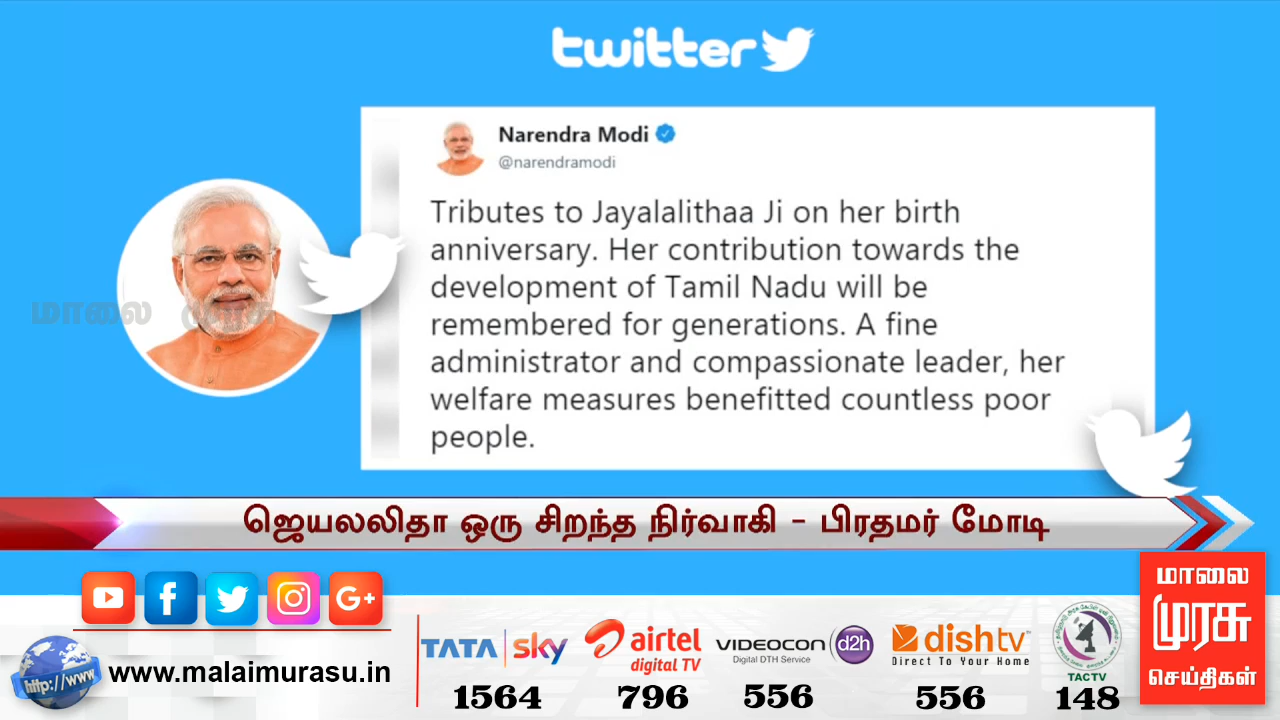 twitter
Narendra Modi
@narendramodi
Tributes to Jayalalithaa Ji on her birth
anniversary. Her contribution towards the
development of Tamil Nadu will be
remembered for generations. A fine
administrator and compassionate leader, her
welfare measures benefitted countless poor
people.
மாலை முரசு
ஜெயலலிதா ஒரு சிறந்த நிர்வாகி - பிரதமர் மோடி
f
G+
http://www
www.malaimurasu.in
TATA sky
1564
airtel
digital TV
796
VIDEOCON d2h
Digital DTH Service
556
dishtv
Direct To Your Home
556
TACTV
148
மாலை
முரசு
செய்திகள்